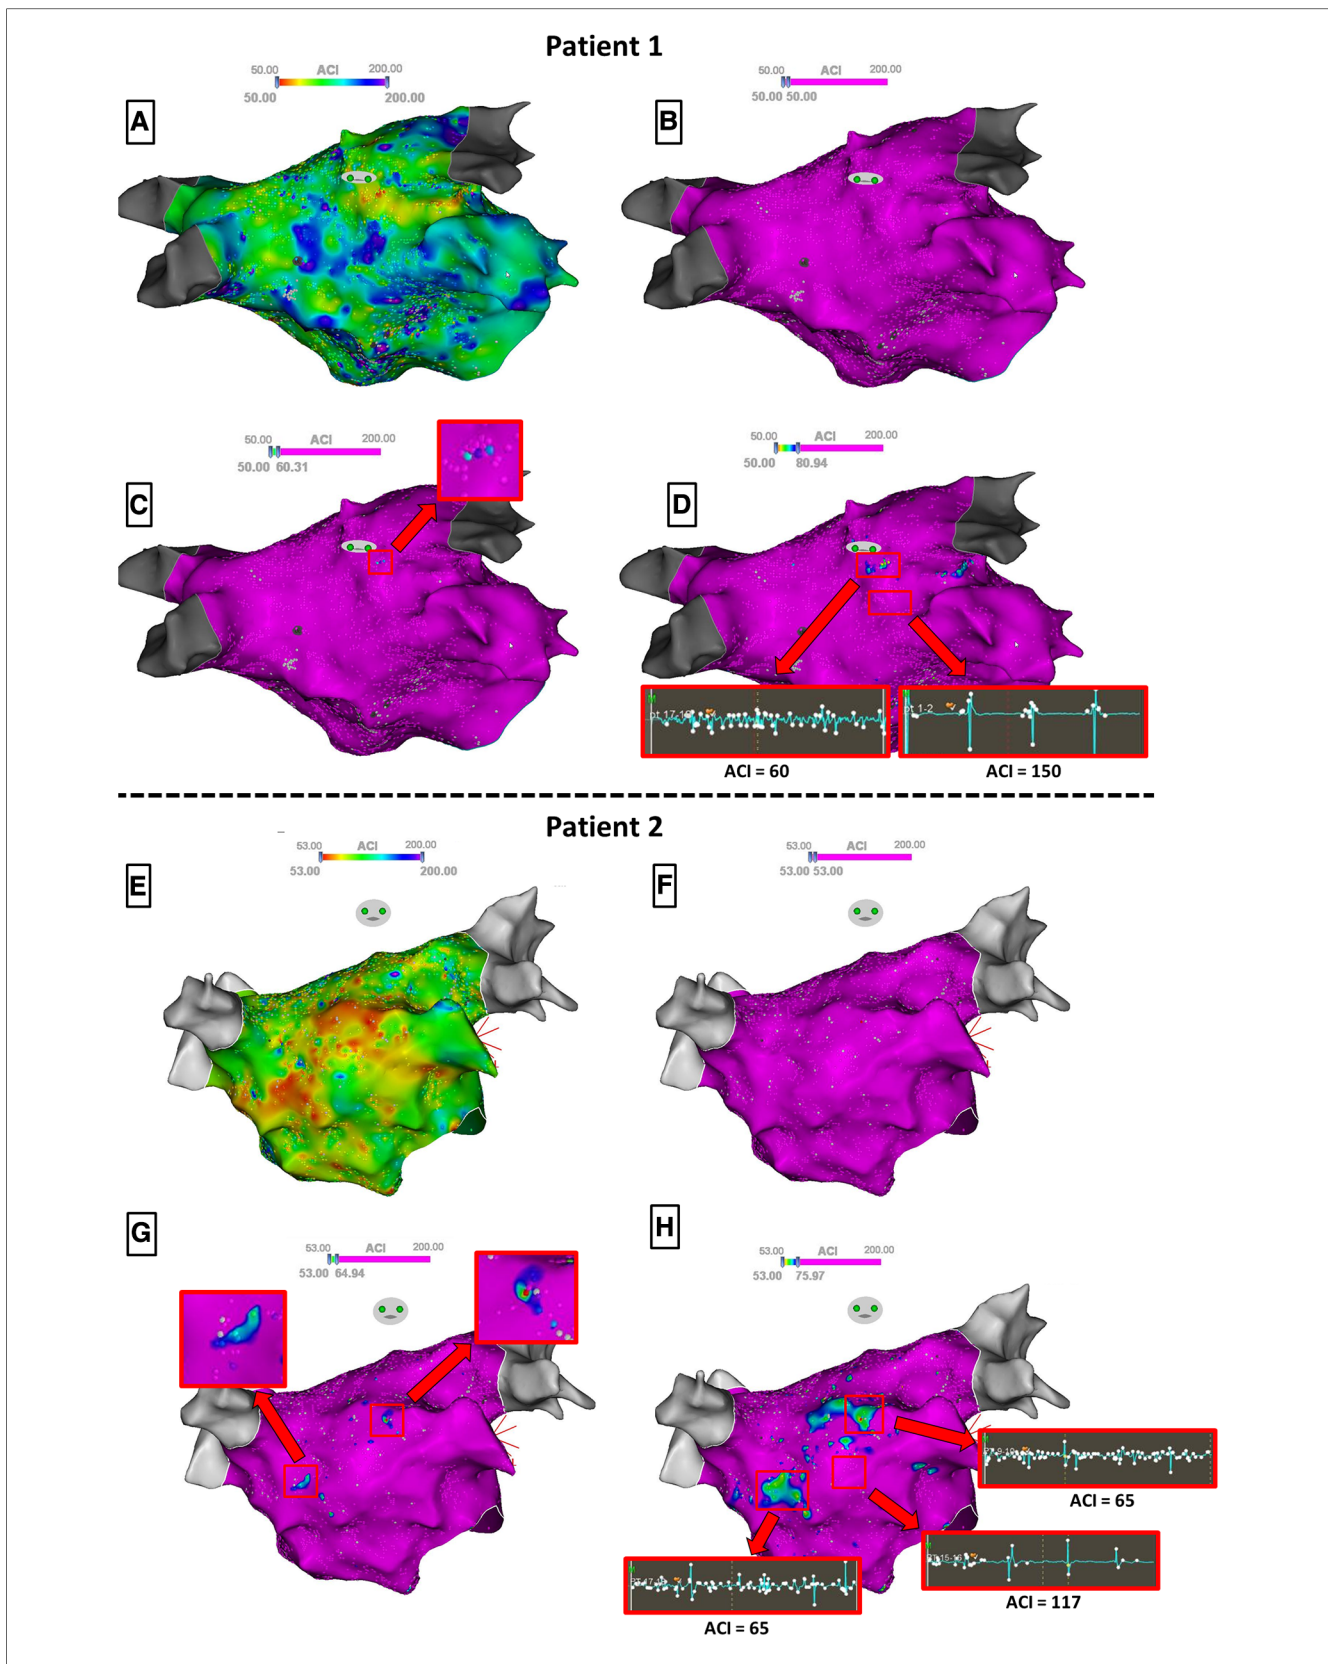 Patient 1
50.00 ACI 200.00
50.00 200.00
A
50.00 ACI 200.00
50.00 50.00
B
50.00 ACI 200.00
50.00 60.31
C
50.00 ACI 200.00
50.00 80.94
D
M
pt 1-2
ACI = 60
ACI = 150
Patient 2
53.00 ACI 200.00
53.00 200.00
E
53.00 ACI 200.00
53.00 53.00
F
53.00 ACI 200.00
53.00 64.94
G
53.00 ACI 200.00
53.00 75.97
H
ACI = 65
ACI = 117
ACI = 65